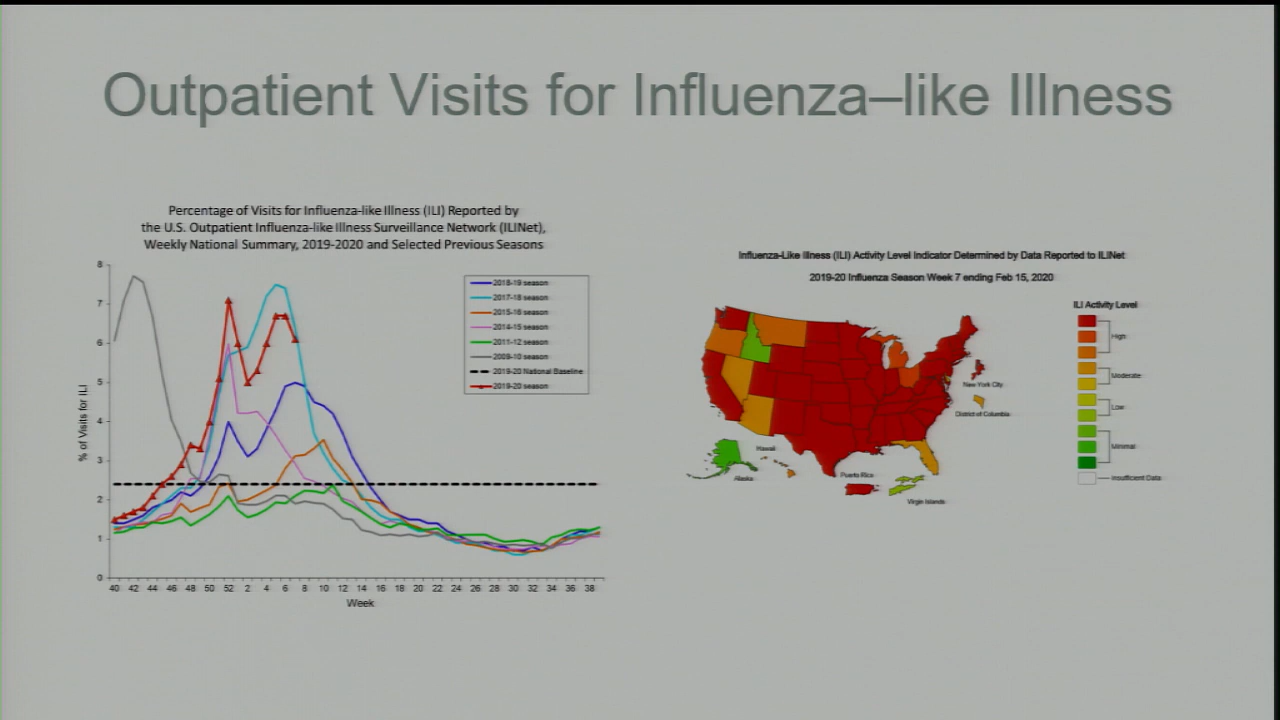 Outpatient Visits for Influenza–like Illness
Percentage of Visits for Influenza-like Illness (ILI) Reported by
the U.S. Outpatient Influenza-like Illness Surveillance Network (ILINet),
Weekly National Summary, 2019-2020 and Selected Previous Seasons
8
7
6
5
4
3
2
1
0
% of Visits for ILI
2018-19 season
2017-18 season
2015-16 season
2014-15 season
2011-12 season
2009-10 season
2019-20 National Baseline
2019-20 season
40 42 44 46 48 50 52 2 4 6 8 10 12 14 16 18 20 22 24 26 28 30 32 34 36 38
Week
Influenza-Like Illness (ILI) Activity Level Indicator Determined by Data Reported to ILINet
2019-20 Influenza Season Week 7 ending Feb 15, 2020
ILI Activity Level
High
Moderate
Low
Minimal
Insufficient Data
New York City
District of Columbia
Hawaii
Alaska
Puerto Rico
Virgin Islands